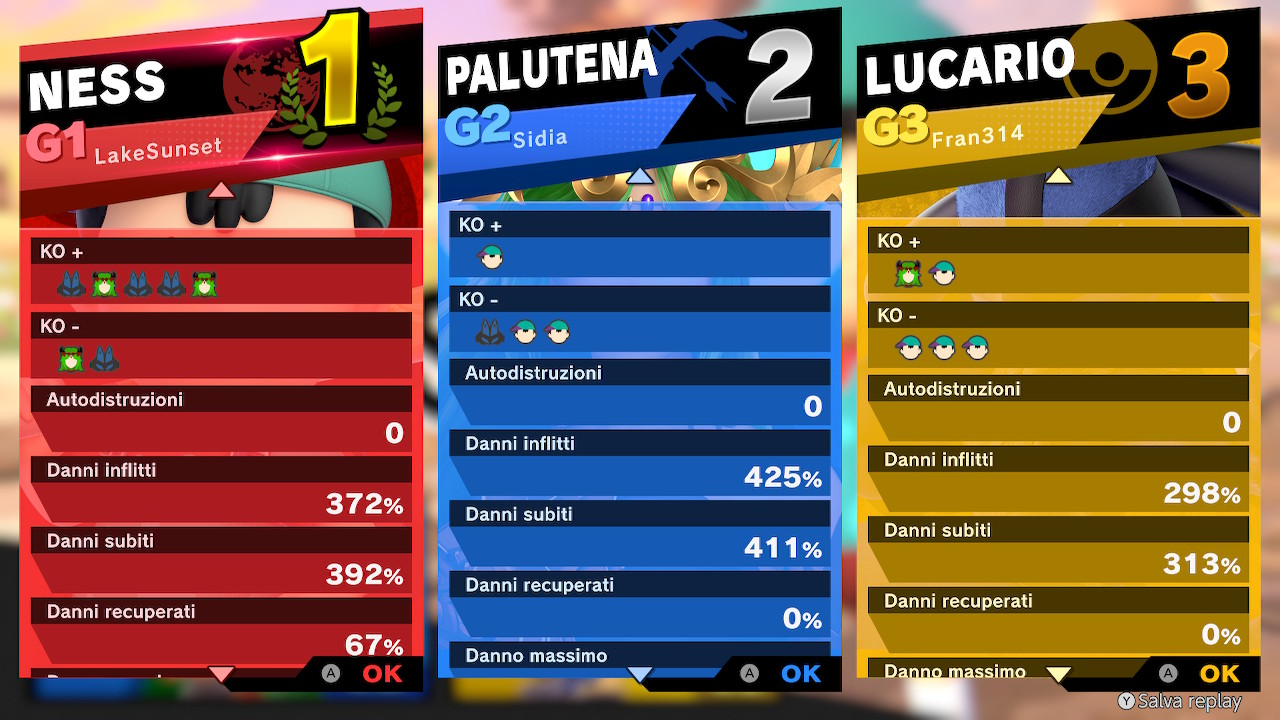 NESS
1
G1 LakeSunset
KO +
KO -
Autodistruzioni
0
Danni inflitti
372%
Danni subiti
392%
Danni recuperati
67%
A OK
PALUTENA
2
G2 Sidia
KO +
KO -
Autodistruzioni
0
Danni inflitti
425%
Danni subiti
411%
Danni recuperati
0%
Danno massimo
A OK
LUCARIO
3
G3 Fran314
KO +
KO -
Autodistruzioni
0
Danni inflitti
298%
Danni subiti
313%
Danni recuperati
0%
Danno massimo
A OK
Y Salva replay